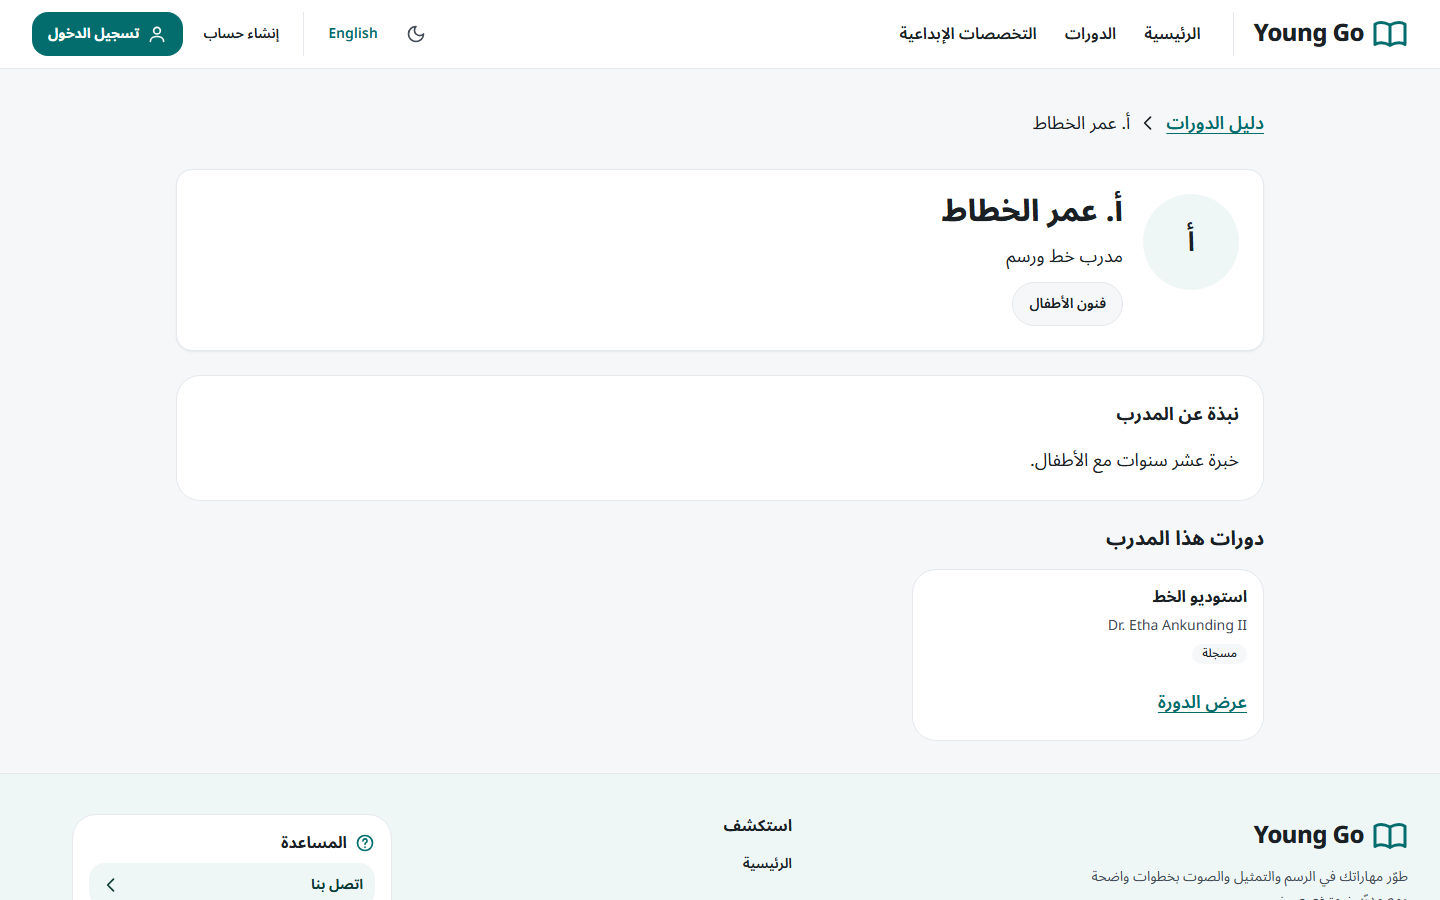 Young Go
الرئيسية
الدورات
التخصصات الإبداعية
English
إنشاء حساب
تسجيل الدخول
دليل الدورات
أ. عمر الخطاط
أ
أ. عمر الخطاط
مدرب خط ورسم
فنون الأطفال
نبذة عن المدرب
خبرة عشر سنوات مع الأطفال.
دورات هذا المدرب
استوديو الخط
Dr. Etha Ankunding II
مسجلة
عرض الدورة
Young Go
طوّر مهاراتك في الرسم والتمثيل والصوت بخطوات واضحة
استكشف
الرئيسية
المساعدة
اتصل بنا